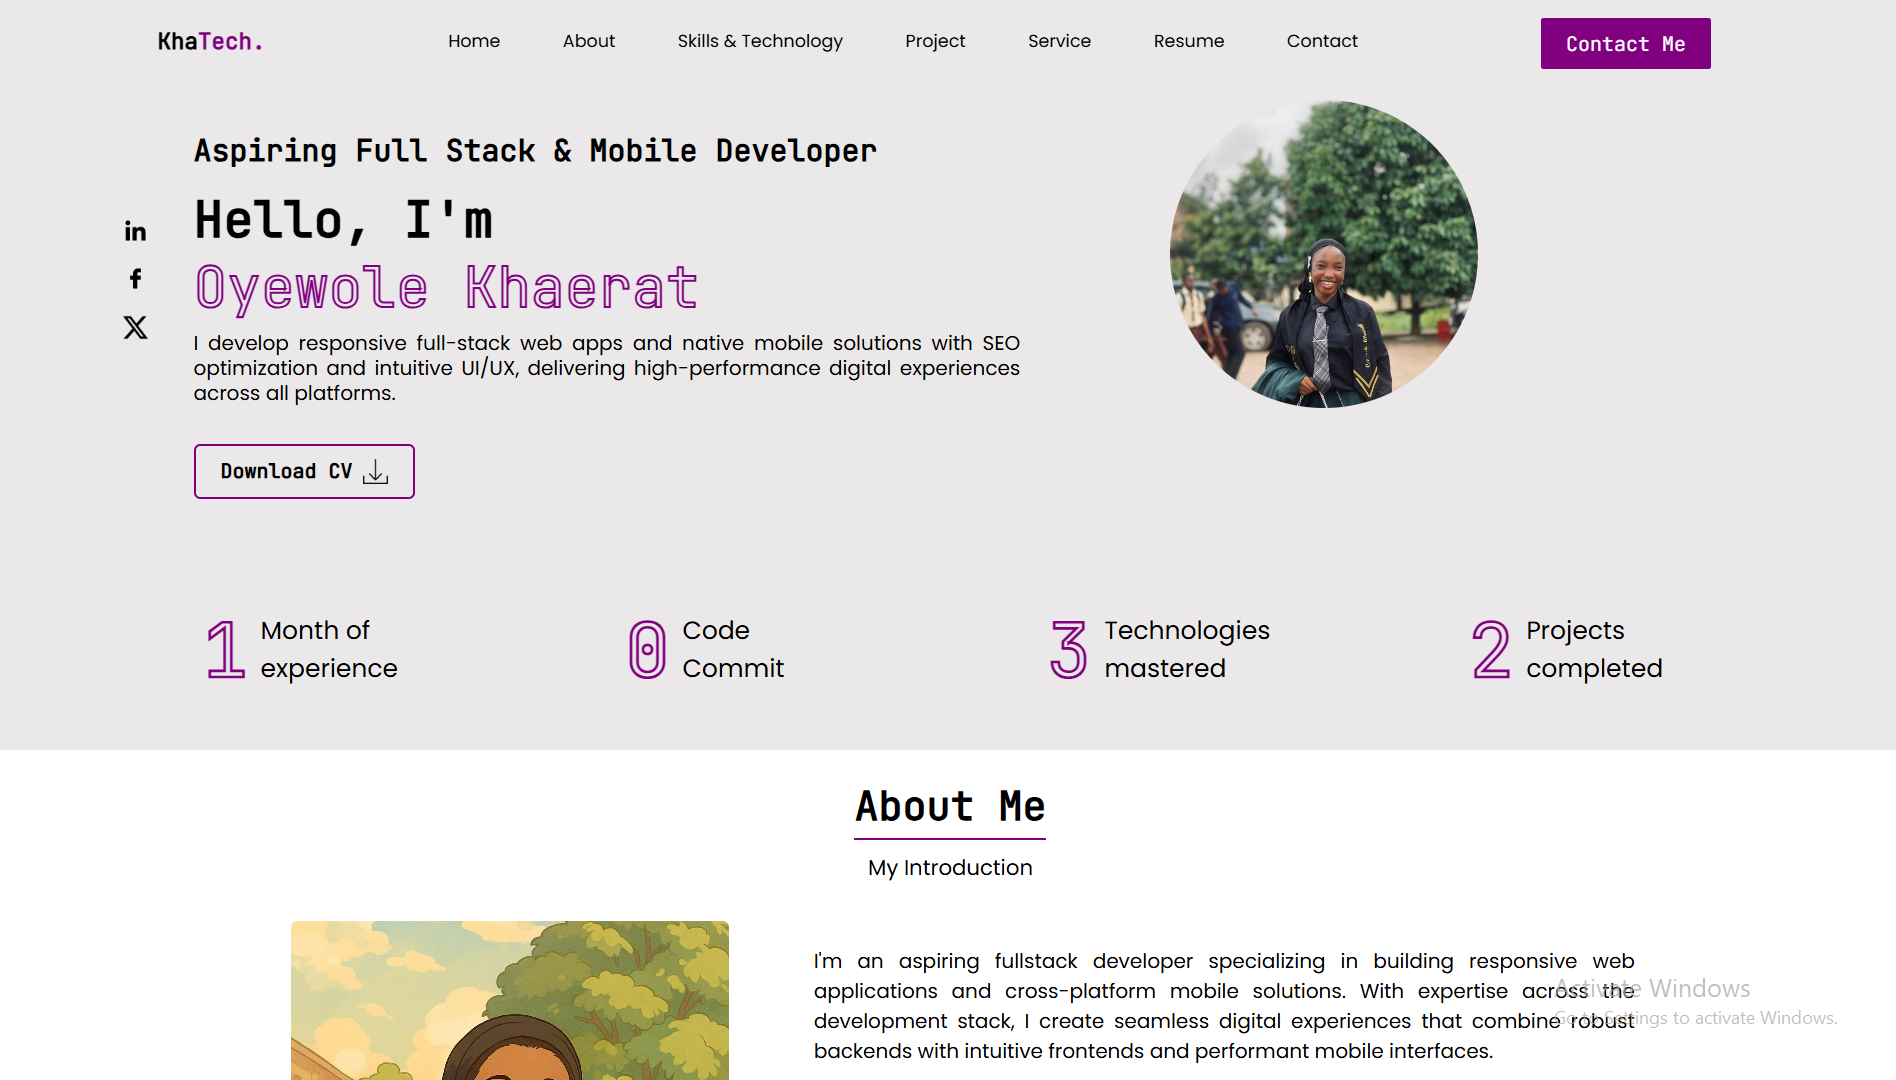 KhaTech.
Home About Skills & Technology Project Service Resume Contact
Contact Me
Aspiring Full Stack & Mobile Developer
Hello, I'm
Oyewole Khaerat
I develop responsive full-stack web apps and native mobile solutions with SEO
optimization and intuitive UI/UX, delivering high-performance digital experiences
across all platforms.
Download CV
1 Month of
experience
0 Code
Commit
3 Technologies
mastered
2 Projects
completed
About Me
My Introduction
I'm an aspiring fullstack developer specializing in building responsive web
applications and cross-platform mobile solutions. With expertise across the
development stack, I create seamless digital experiences that combine robust
backends with intuitive frontends and performant mobile interfaces.
Activate Windows
Go to Settings to activate Windows.